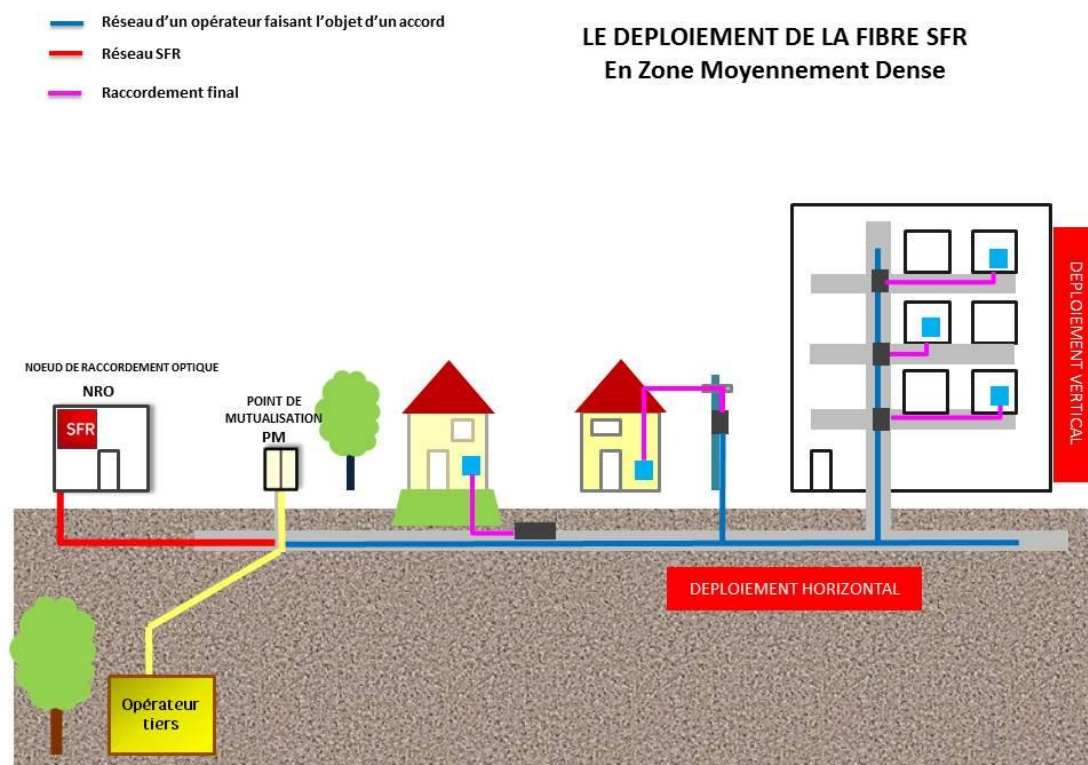 Réseau d'un opérateur faisant l'objet d'un accord
Réseau SFR
Raccordement final
LE DEPLOIEMENT DE LA FIBRE SFR
En Zone Moyennement Dense
DEPLOIEMENT VERTICAL
NOEUD DE RACCORDEMENT OPTIQUE
NRO
SFR
POINT DE
MUTUALISATION
PM
DEPLOIEMENT HORIZONTAL
Opérateur
tiers